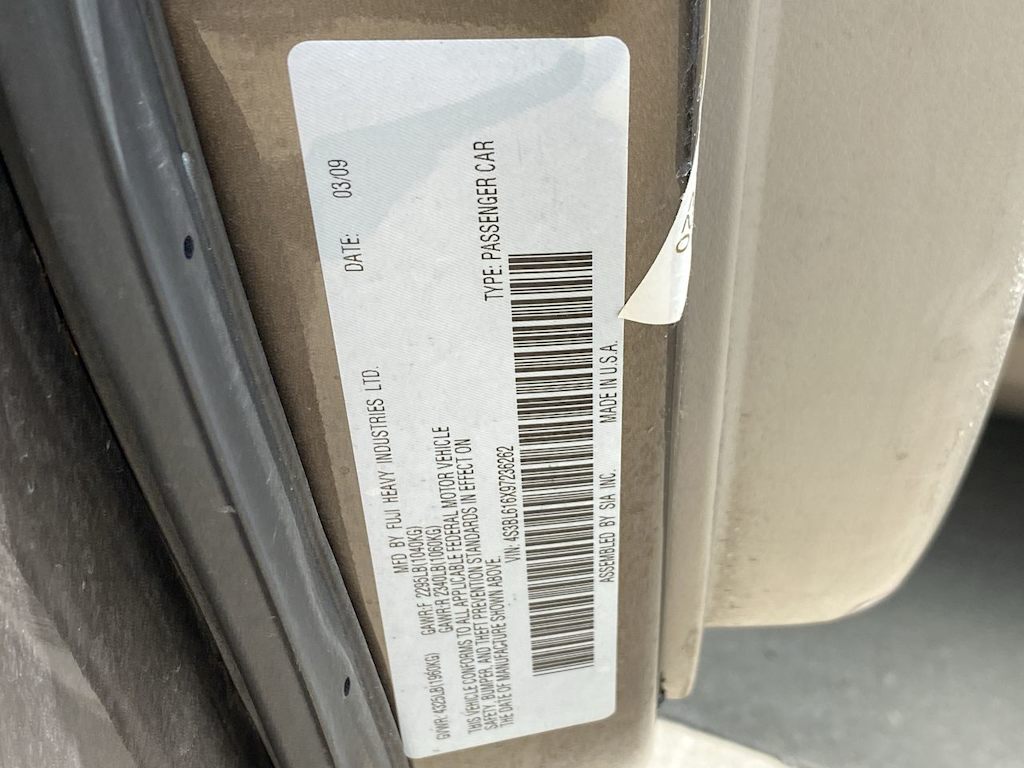 MFD BY FUJI HEAVY INDUSTRIES LTD. DATE: 03/09
GVWR: 4325LB(1960KG) GAWR:F 2295LB(1040KG)
GAWR:R 2340LB(1060KG)
THIS VEHICLE CONFORMS TO ALL APPLICABLE FEDERAL MOTOR VEHICLE
SAFETY, BUMPER, AND THEFT PREVENTION STANDARDS IN EFFECT ON
THE DATE OF MANUFACTURE SHOWN ABOVE.
VIN: 4S3BL616X97236262 TYPE: PASSENGER CAR
ASSEMBLED BY SIA INC. MADE IN U.S.A.